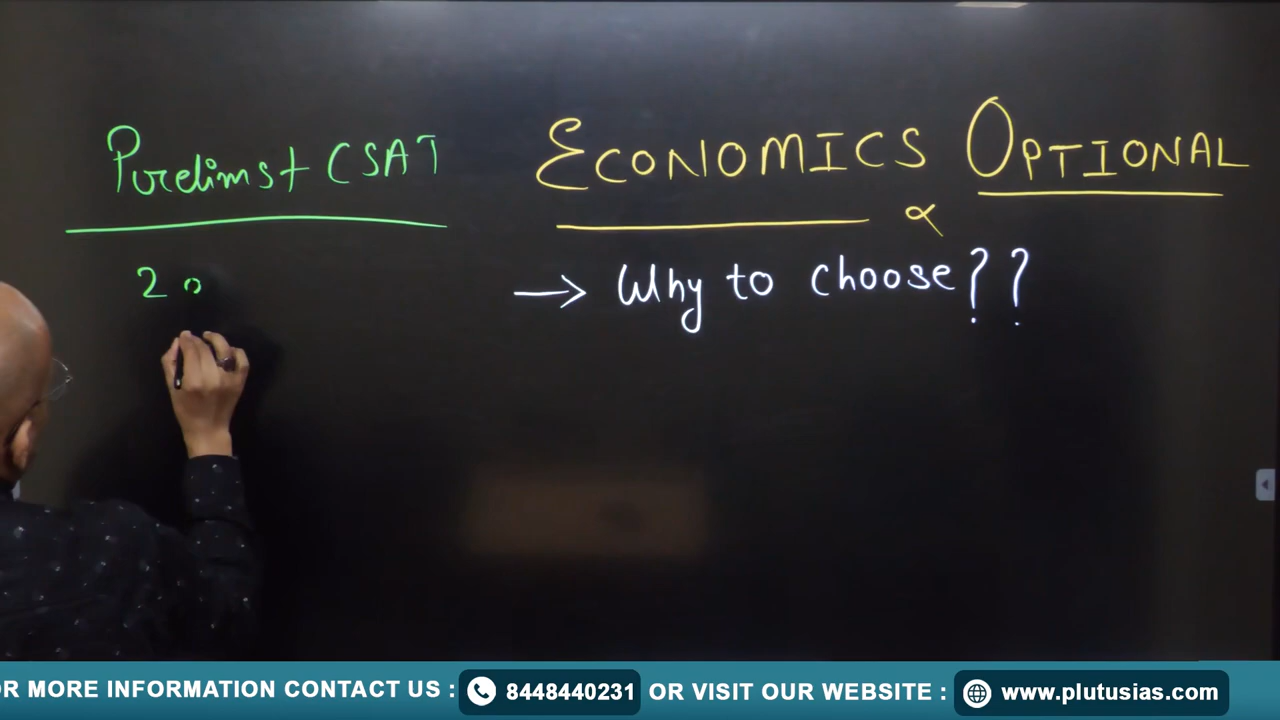 Prelims + CSAT
20
ECONOMICS OPTIONAL
∝
→ Why to choose??
OR MORE INFORMATION CONTACT US : 8448440231 OR VISIT OUR WEBSITE : www.plutusias.com